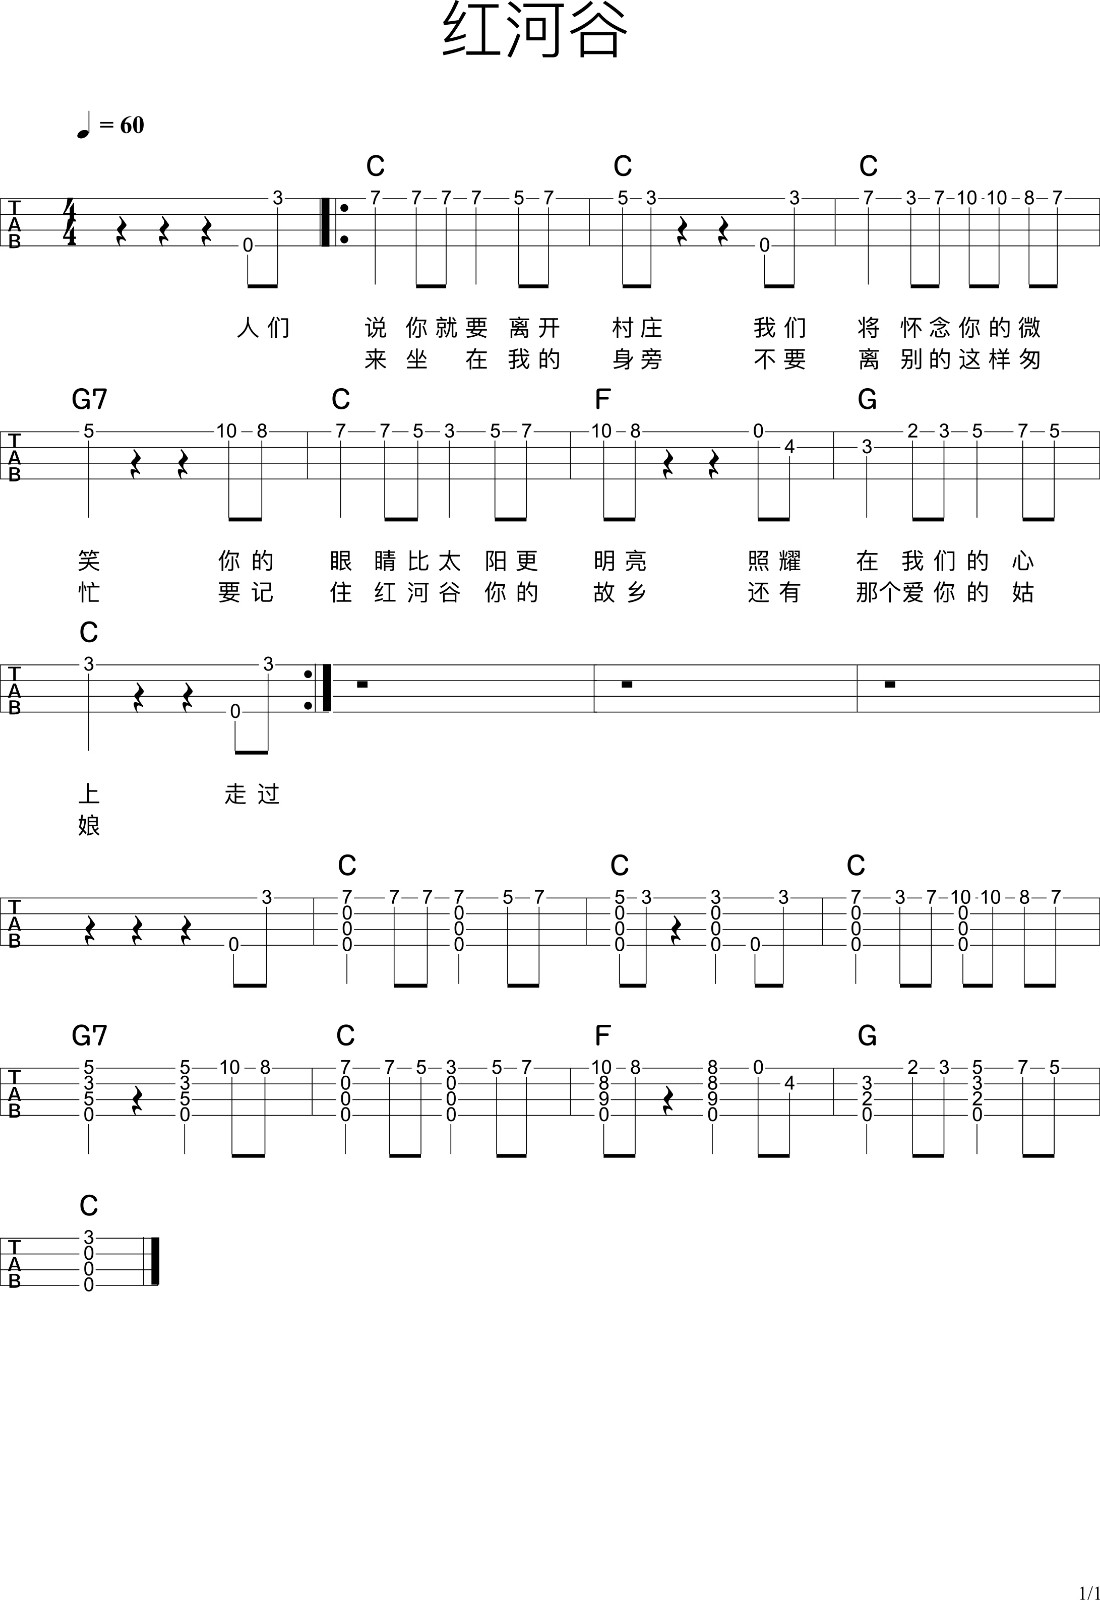 红河谷
= 60
C C C
3 7 7 7 7 5 7 5 3 3 7 3 7 10 10 8 7
T A B 4 4 0 0
人们 说 你就要 离开 村庄 我们 将 怀念你的微
来 坐 在 我的 身旁 不要 离 别的这样匆
G7 C F G
5 10 8 7 7 5 3 5 7 10 8 0 2 3 5 7 5
T A B 4 3
笑 你的 眼 睛比太 阳更 明亮 照耀 在 我们的 心
忙 要记 住 红河谷 你的 故乡 还有 那个爱你的 姑
C
3 3
T A B 0
上 走过
娘
C C C
3 7 7 7 7 5 7 5 3 3 3 7 3 7 10 10 8 7
T 0 0 0 0 0 0
A 0 0 0 0 0 0
B 0 0 0 0 0 0 0 0
G7 C F G
5 5 10 8 7 7 5 3 5 7 10 8 8 0 2 3 5 7 5
T 3 3 0 0 8 8 4 3 3
A 5 5 0 0 9 9 2 2
B 0 0 0 0 0 0 0 0
C
3
T 0
A 0
B 0
1/1